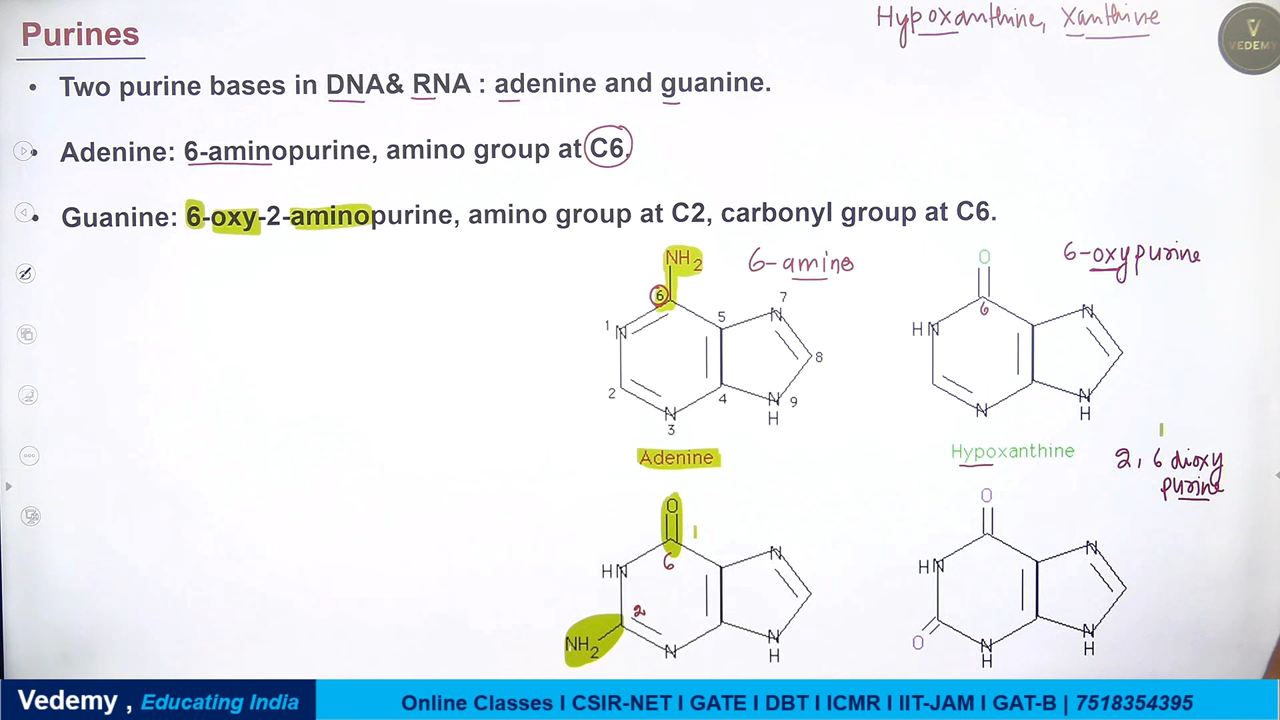 Hypoxanthine, Xanthine
Purines
V
VEDEMY
• Two purine bases in DNA& RNA : adenine and guanine.
• Adenine: 6-aminopurine, amino group at C6.
• Guanine: 6-oxy-2-aminopurine, amino group at C2, carbonyl group at C6.
NH2
6-amine
6
1
N
5
N
7
8
2
N
3
4
N
H
9
Adenine
O
6-oxypurine
6
HN
N
N
N
H
Hypoxanthine
2, 6 dioxy
purine
O
6
HN
N
2
NH2
N
N
H
O
HN
N
O
N
H
N
H
Vedemy , Educating India
Online Classes I CSIR-NET I GATE I DBT I ICMR I IIT-JAM I GAT-B | 7518354395